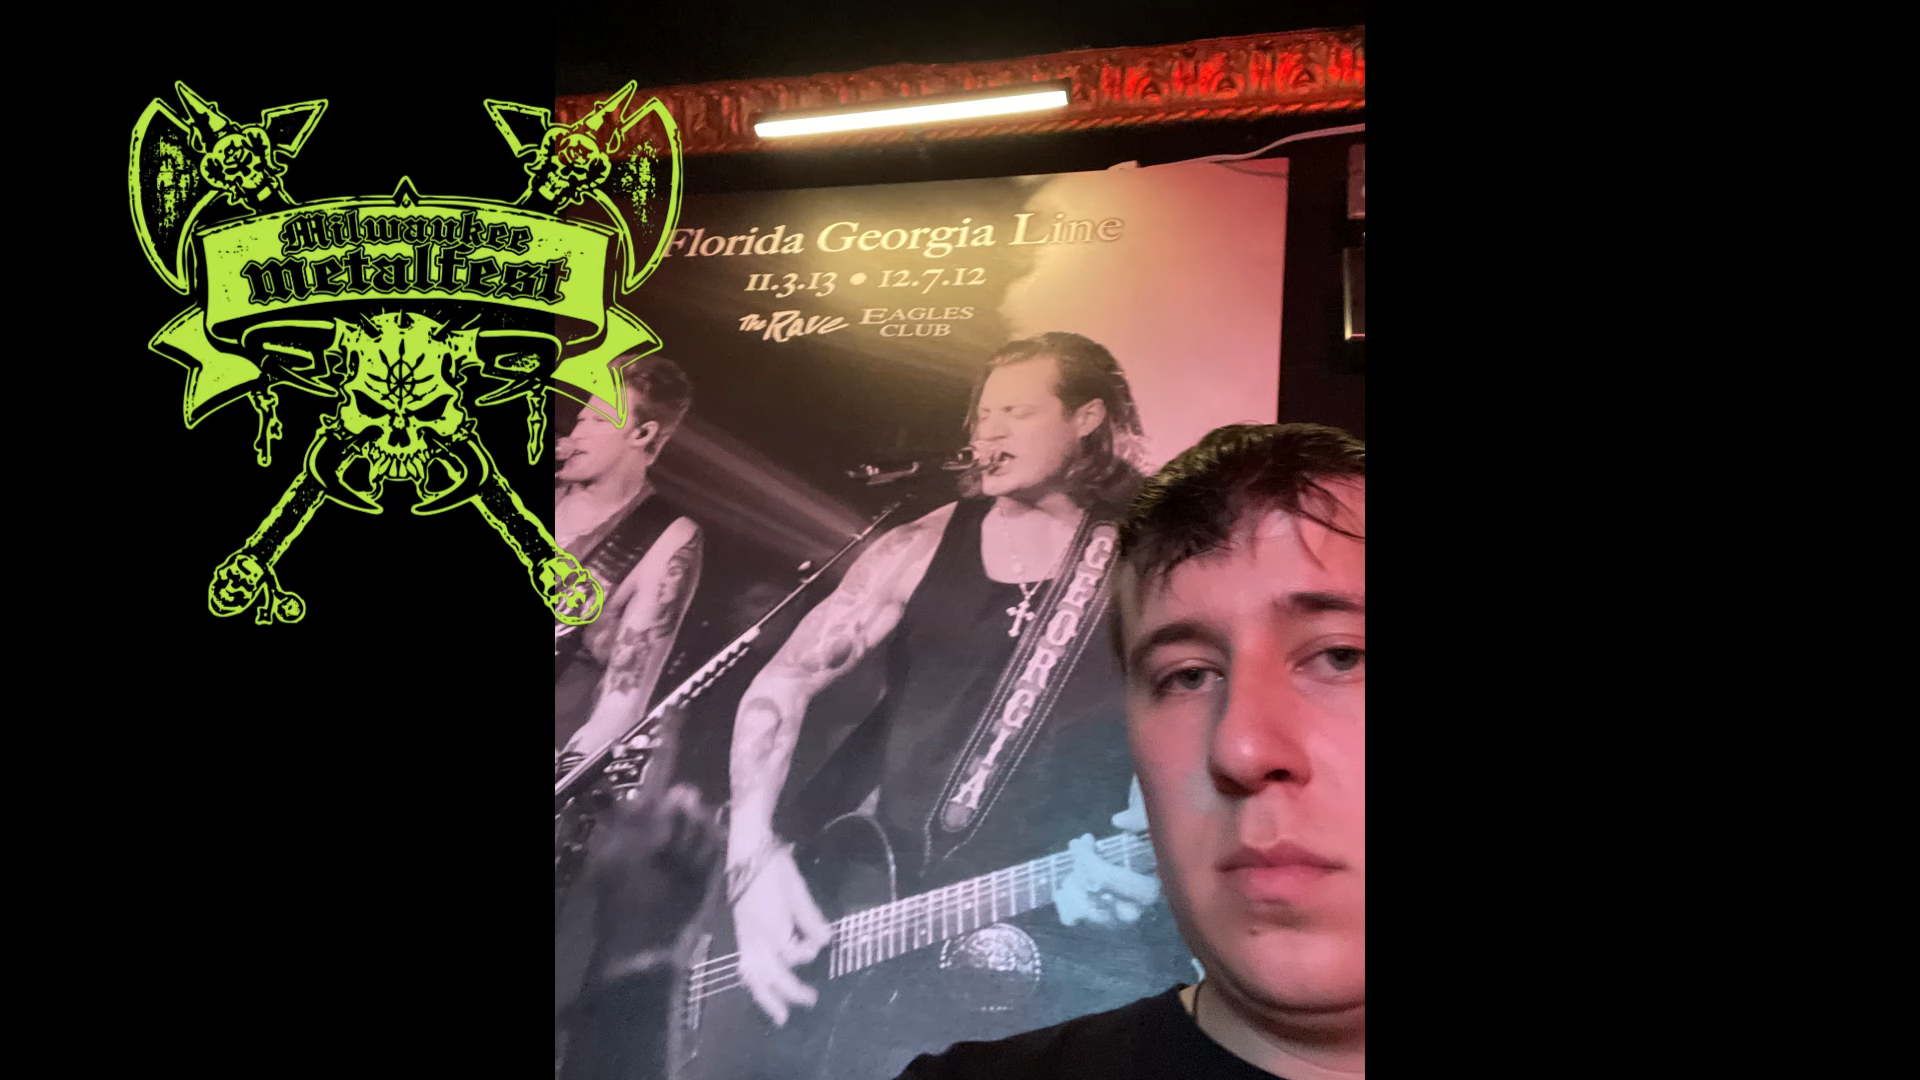 Milwaukee
metalfest
Florida Georgia Line
11.3.13 • 12.7.12
The Rave EAGLES
CLUB
GEORGIA